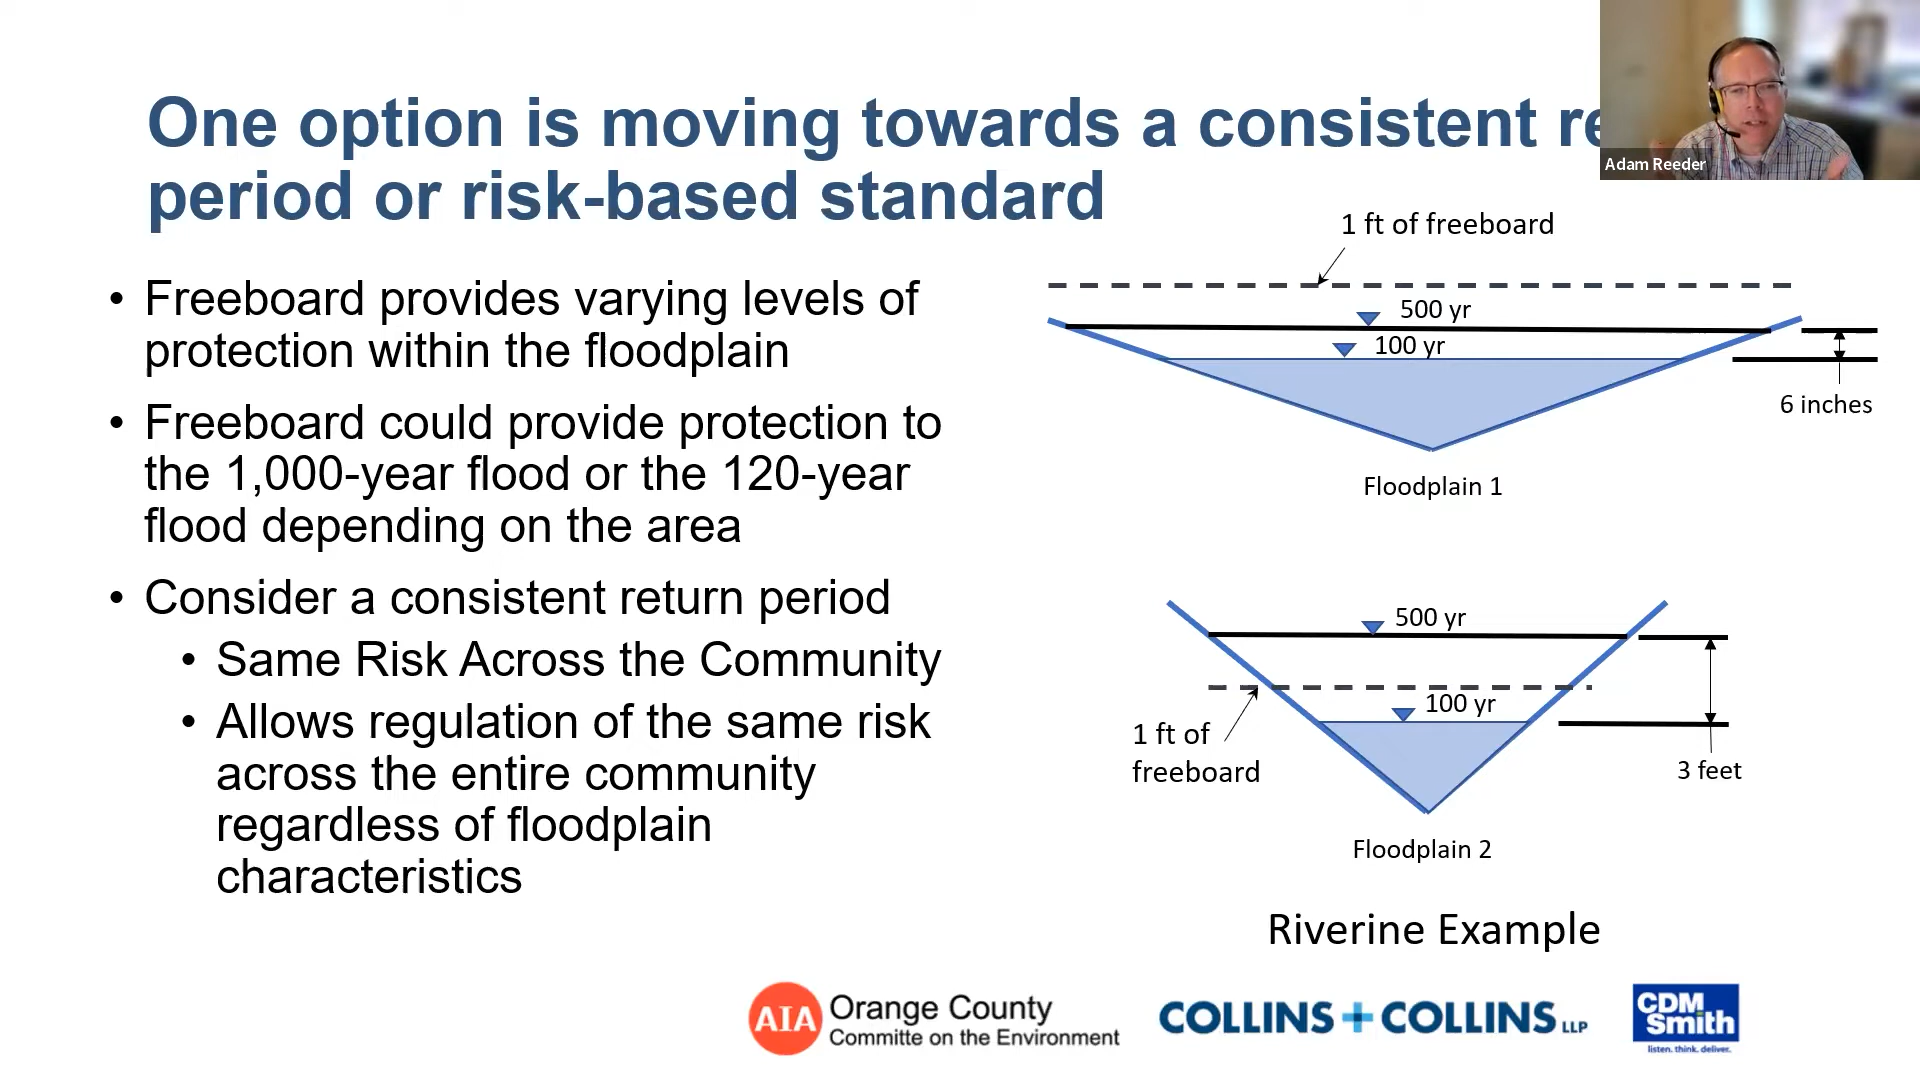 One option is moving towards a consistent re
period or risk-based standard
Adam Reeder
• Freeboard provides varying levels of
protection within the floodplain
• Freeboard could provide protection to
the 1,000-year flood or the 120-year
flood depending on the area
• Consider a consistent return period
• Same Risk Across the Community
• Allows regulation of the same risk
across the entire community
regardless of floodplain
characteristics
1 ft of freeboard
500 yr
100 yr
6 inches
Floodplain 1
500 yr
100 yr
1 ft of
freeboard
3 feet
Floodplain 2
Riverine Example
AIA Orange County
Committe on the Environment
COLLINS + COLLINS LLP
CDM
Smith
listen. think. deliver.